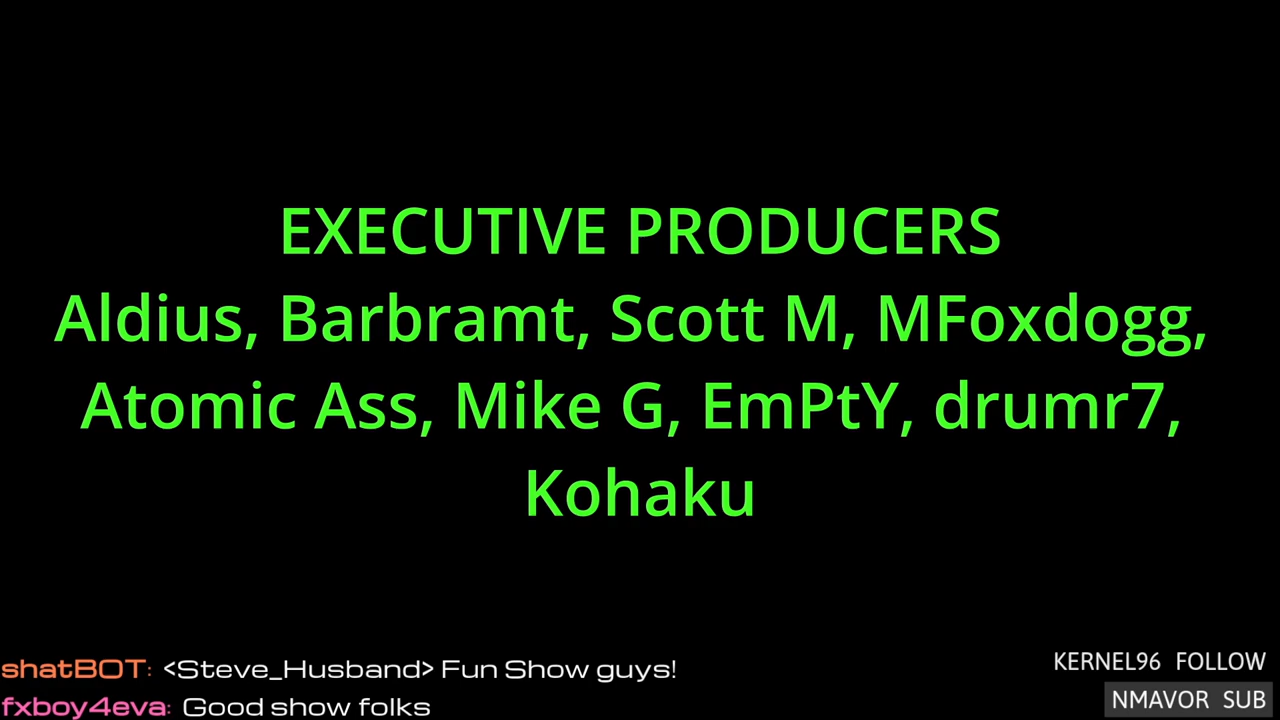 EXECUTIVE PRODUCERS
Aldius, Barbramt, Scott M, MFoxdogg,
Atomic Ass, Mike G, EmPtY, drumr7,
Kohaku
shatBOT: <Steve_Husband> Fun Show guys!
fxboy4eva: Good show folks
KERNEL96 FOLLOW
NMAVOR SUB